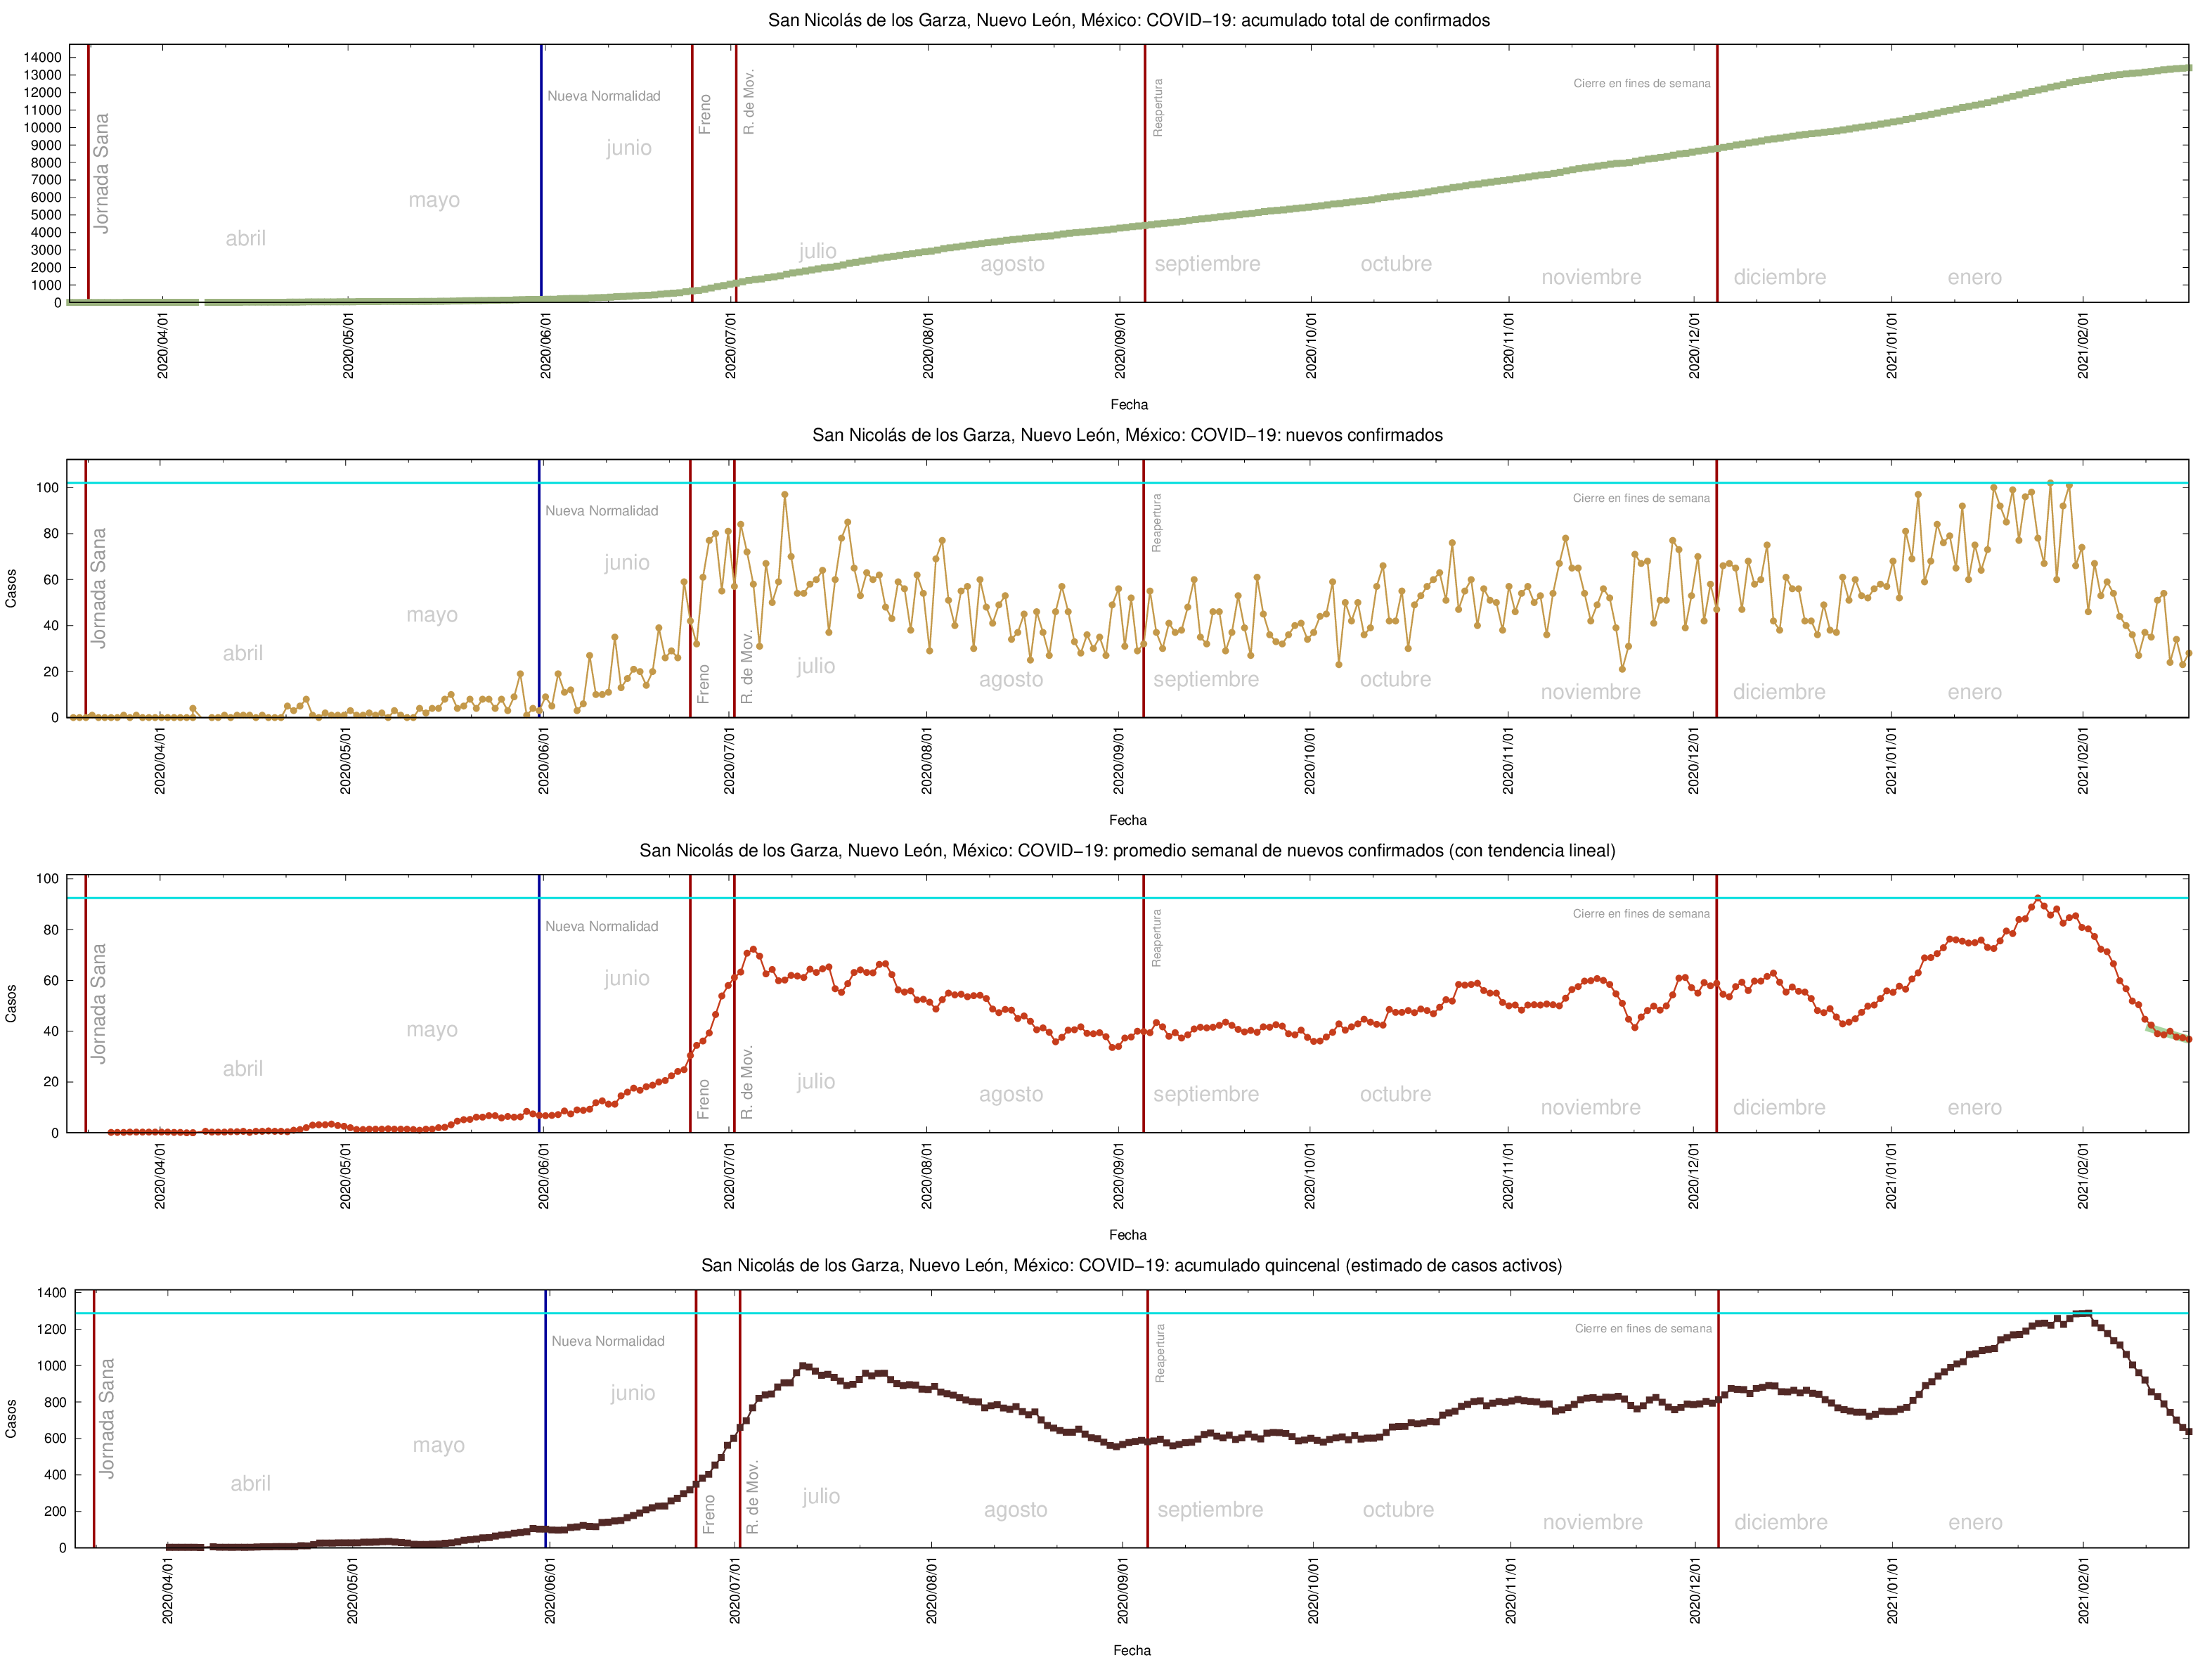 San Nicolás de los Garza, Nuevo León, México: COVID−19: acumulado total de confirmados
14000
13000
12000
11000
10000
9000
8000
7000
6000
5000
4000
3000
2000
1000
0
Jornada Sana
abril
mayo
Nueva Normalidad
junio
Freno
R. de Mov.
julio
agosto
Reapertura
septiembre
octubre
noviembre
Cierre en fines de semana
diciembre
enero
2020/04/01
2020/05/01
2020/06/01
2020/07/01
2020/08/01
2020/09/01
2020/10/01
2020/11/01
2020/12/01
2021/01/01
2021/02/01
Fecha
San Nicolás de los Garza, Nuevo León, México: COVID−19: nuevos confirmados
Casos
100
80
60
40
20
0
Jornada Sana
abril
mayo
Nueva Normalidad
junio
Freno
R. de Mov.
julio
agosto
Reapertura
septiembre
octubre
noviembre
Cierre en fines de semana
diciembre
enero
2020/04/01
2020/05/01
2020/06/01
2020/07/01
2020/08/01
2020/09/01
2020/10/01
2020/11/01
2020/12/01
2021/01/01
2021/02/01
Fecha
San Nicolás de los Garza, Nuevo León, México: COVID−19: promedio semanal de nuevos confirmados (con tendencia lineal)
Casos
100
80
60
40
20
0
Jornada Sana
abril
mayo
Nueva Normalidad
junio
Freno
R. de Mov.
julio
agosto
Reapertura
septiembre
octubre
noviembre
Cierre en fines de semana
diciembre
enero
2020/04/01
2020/05/01
2020/06/01
2020/07/01
2020/08/01
2020/09/01
2020/10/01
2020/11/01
2020/12/01
2021/01/01
2021/02/01
Fecha
San Nicolás de los Garza, Nuevo León, México: COVID−19: acumulado quincenal (estimado de casos activos)
Casos
1400
1200
1000
800
600
400
200
0
Jornada Sana
abril
mayo
Nueva Normalidad
junio
Freno
R. de Mov.
julio
agosto
Reapertura
septiembre
octubre
noviembre
Cierre en fines de semana
diciembre
enero
2020/04/01
2020/05/01
2020/06/01
2020/07/01
2020/08/01
2020/09/01
2020/10/01
2020/11/01
2020/12/01
2021/01/01
2021/02/01
Fecha